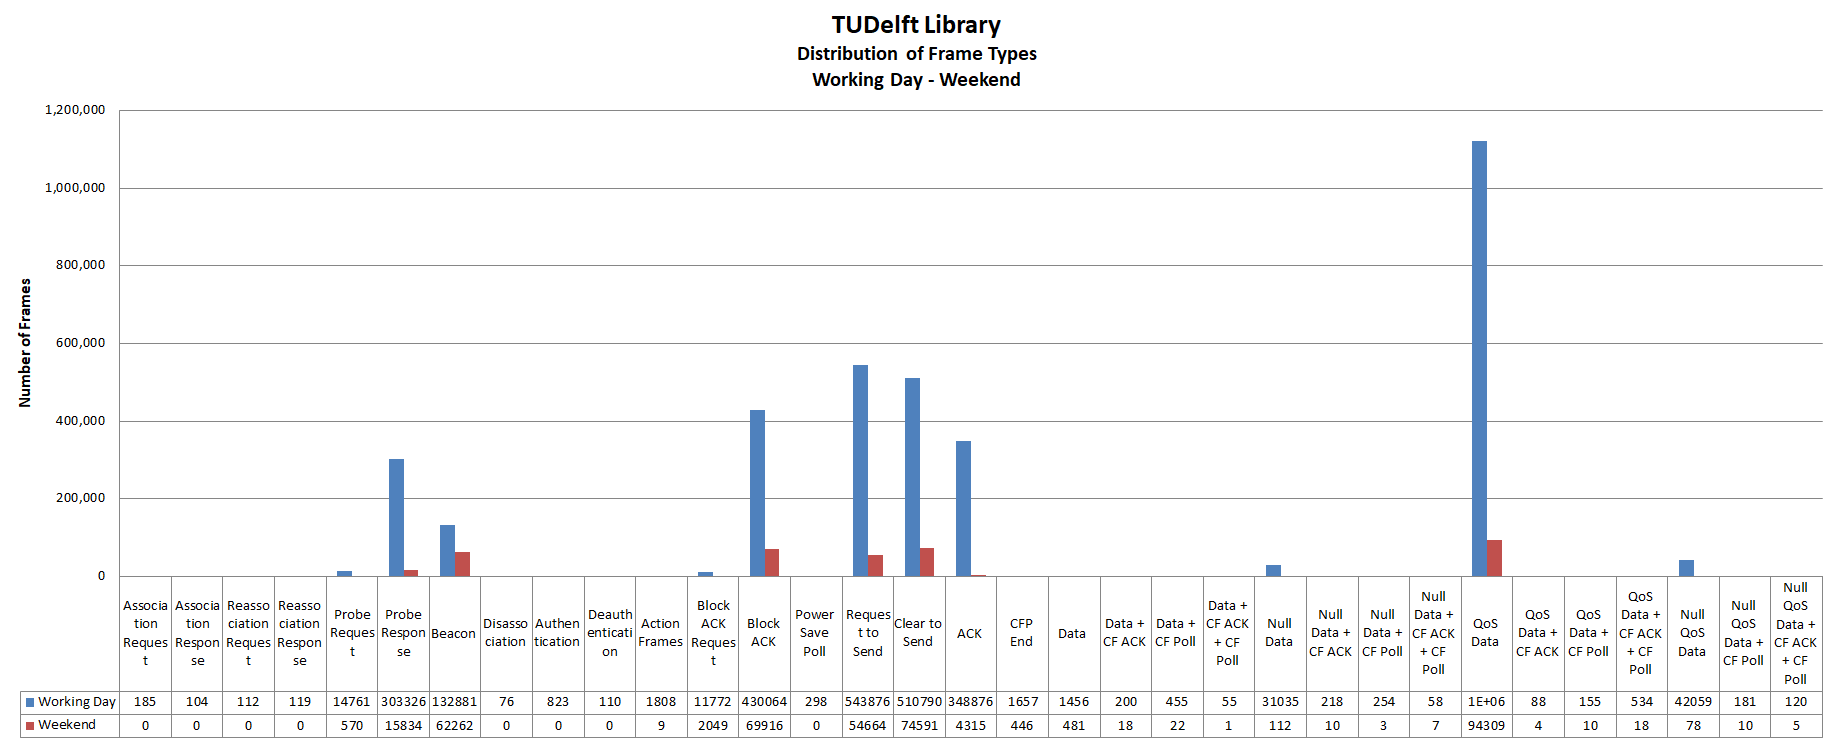 TUDelft Library
Distribution of Frame Types
Working Day - Weekend
Number of Frames
1,200,000
1,000,000
800,000
600,000
400,000
200,000
0
Associa
tion
Reques
t
Associa
tion
Respon
se
Reasso
ciation
Reques
t
Reasso
ciation
Respon
se
Probe
Reques
t
Probe
Respon
se
Beacon
Disasso
ciation
Authen
tication
Deauth
enticati
on
Action
Frames
Block
ACK
Reques
t
Block
ACK
Power
Save
Poll
Reques
t to
Send
Clear to
Send
ACK
CFP
End
Data
Data +
CF ACK
Data +
CF Poll
Data +
CF ACK
+ CF
Poll
Null
Data
Null
Data +
CF ACK
Null
Data +
CF Poll
Null
Data +
CF ACK
+ CF
Poll
QoS
Data
QoS
Data +
CF ACK
QoS
Data +
CF Poll
QoS
Data +
CF ACK
+ CF
Poll
Null
QoS
Data
Null
QoS
Data +
CF Poll
Null
QoS
Data +
CF ACK
+ CF
Poll
Working Day 185 104 112 119 14761 303326 132881 76 823 110 1808 11772 430064 298 543876 510790 348876 1657 1456 200 455 55 31035 218 254 58 1E+06 88 155 534 42059 181 120
Weekend 0 0 0 0 570 15834 62262 0 0 0 9 2049 69916 0 54664 74591 4315 446 481 18 22 1 112 10 3 7 94309 4 10 18 78 10 5